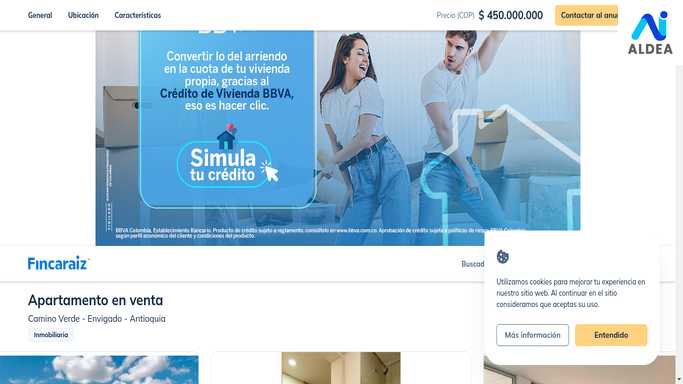 General Ubicación Características Precio (COP) $ 450.000.000 Contactar al anu
ALDEA
Convertir lo del arriendo
en la cuota de tu vivienda
propia, gracias al
Crédito de Vivienda BBVA,
eso es hacer clic.
Simula
tu crédito
BBVA Colombia, Establecimiento Bancario. Producto de crédito sujeto a reglamento, consúltelo en www.bbva.com.co. Aprobación de crédito sujeta a políticas de riesgo BBVA Colombia,
según perfil económico del cliente y condiciones del producto.
Fincaraiz
Buscad
Apartamento en venta
Camino Verde - Envigado - Antioquia
Inmobiliaria
Utilizamos cookies para mejorar tu experiencia en
nuestro sitio web. Al continuar en el sitio
consideramos que aceptas su uso.
Más información Entendido